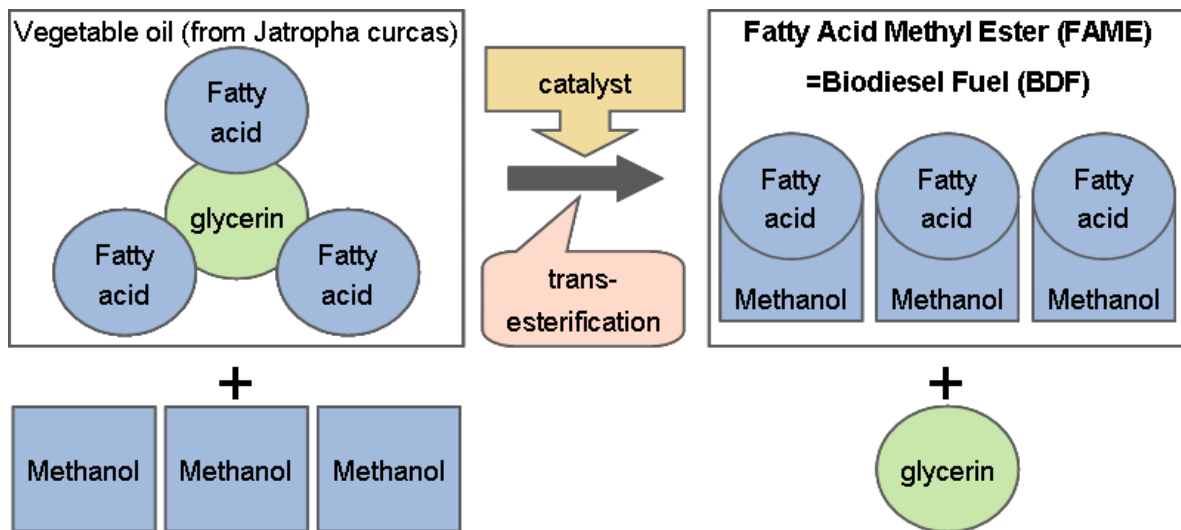 Vegetable oil (from Jatropha curcas)
Fatty
acid
glycerin
Fatty
acid
Fatty
acid
+
Methanol
Methanol
Methanol
catalyst
trans-
esterification
Fatty Acid Methyl Ester (FAME)
=Biodiesel Fuel (BDF)
Fatty
acid
Methanol
Fatty
acid
Methanol
Fatty
acid
Methanol
+
glycerin